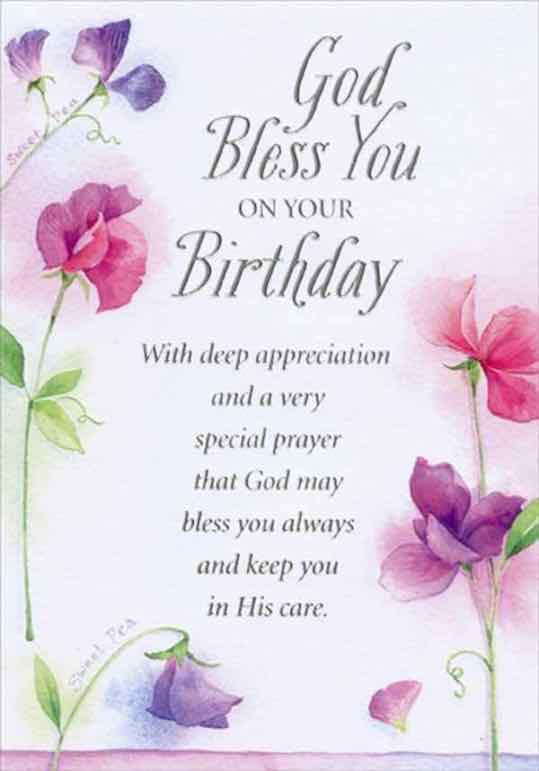 Sweet Pea
God
Bless You
ON YOUR
Birthday
With deep appreciation
and a very
special prayer
that God may
bless you always
and keep you
in His care.
Sweet Pea